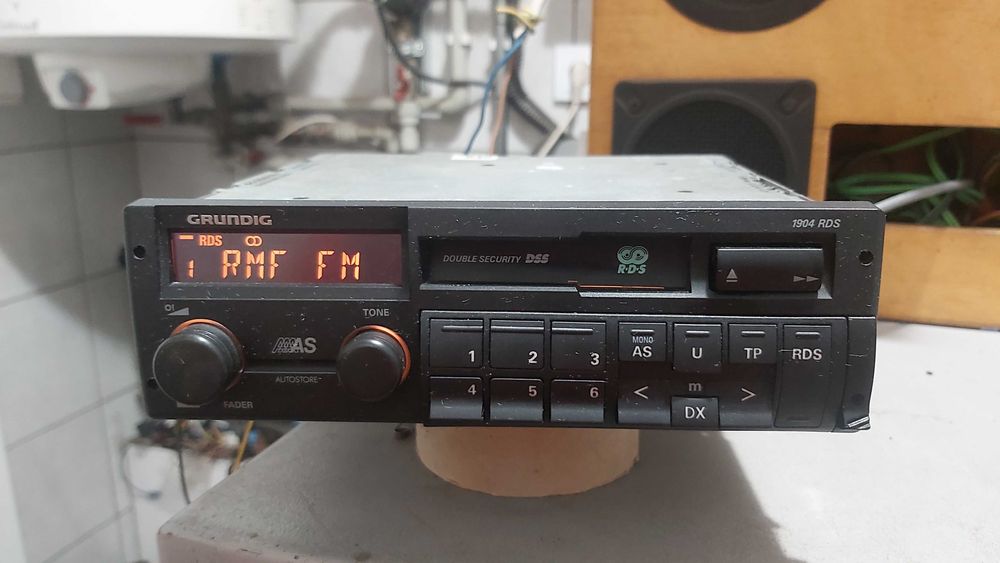 GRUNDIG
1904 RDS
RDS
1 RMF FM
DOUBLE SECURITY DSS
R·D·S
TONE
AS
AUTOSTORE
FADER
1 2 3
MONO
AS U TP RDS
4 5 6
< m >
DX